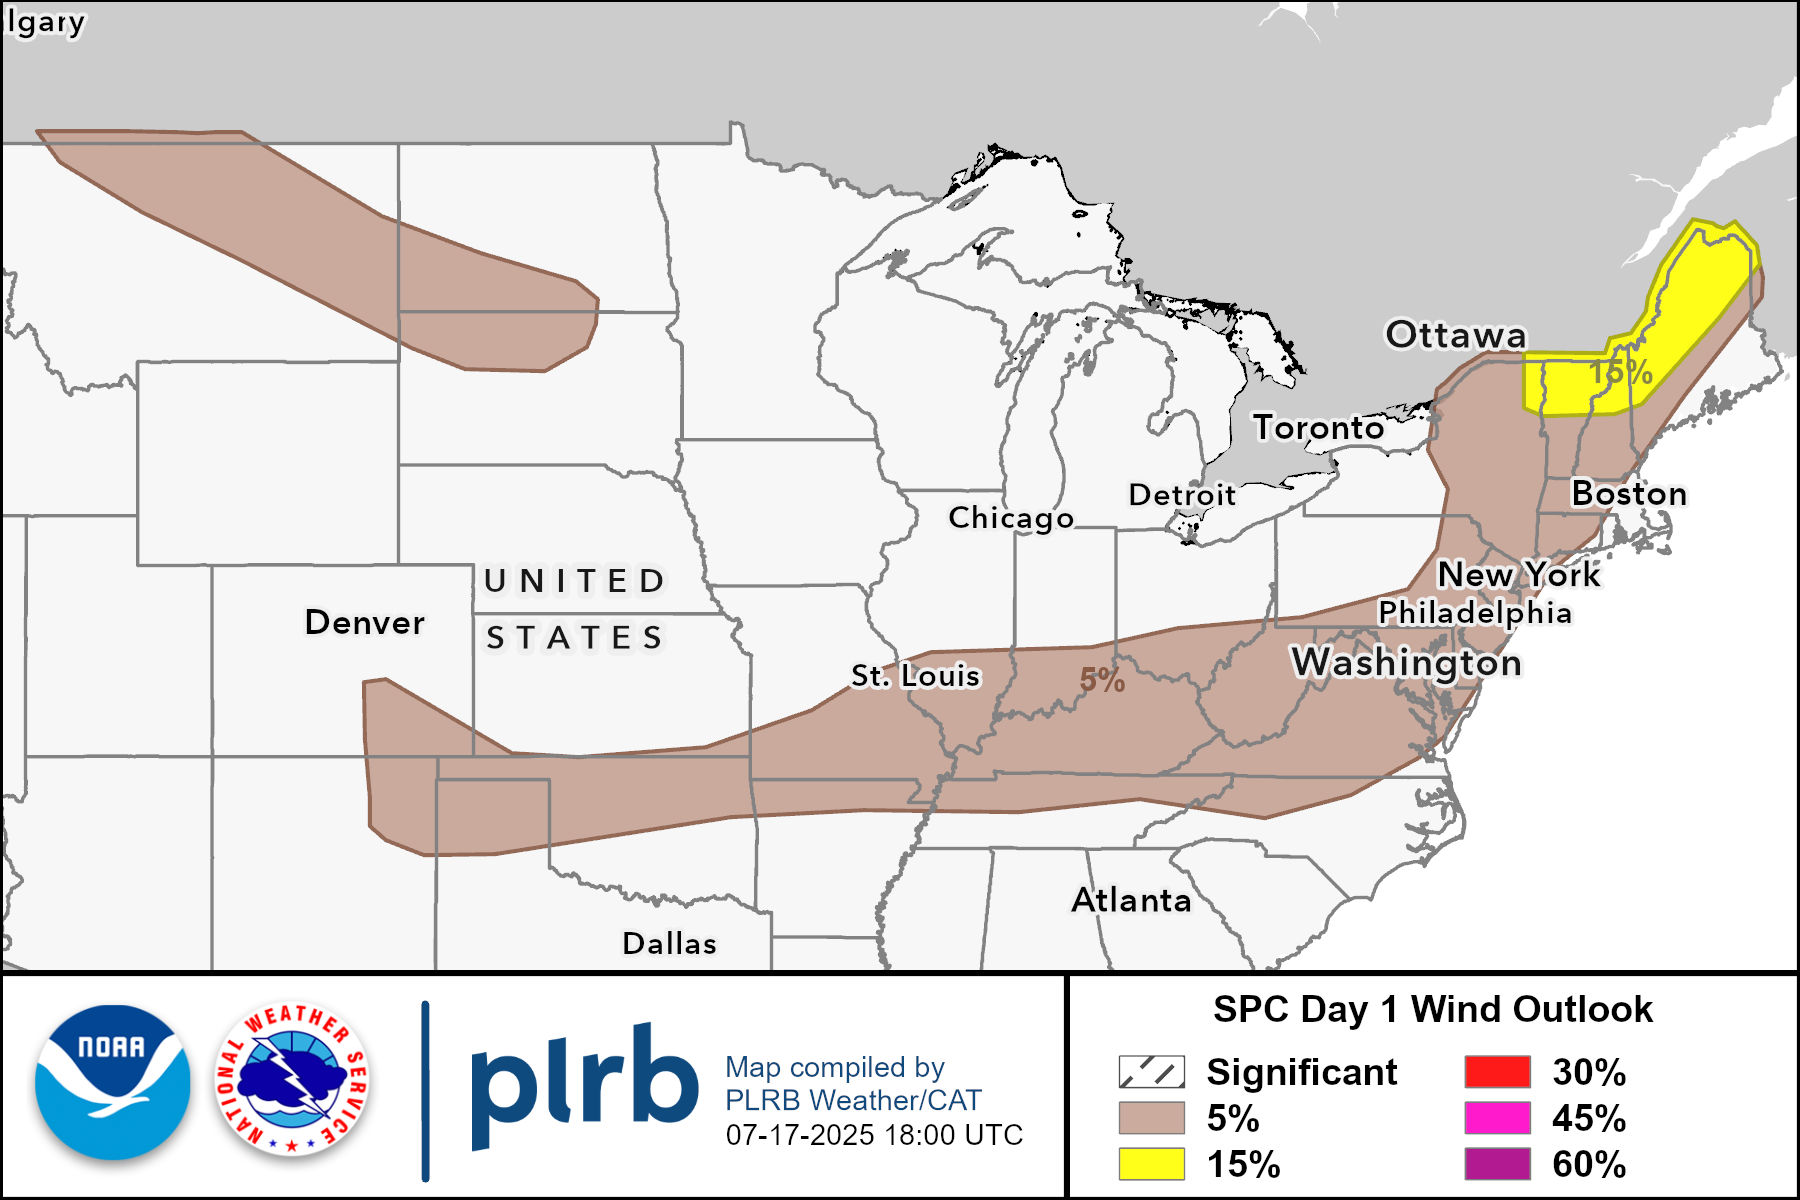 lgary
Ottawa
15%
Toronto
Detroit
Boston
Chicago
New York
UNITED
Philadelphia
Denver
STATES
Washington
St. Louis
5%
Atlanta
Dallas
NOAA
NATIONAL WEATHER SERVICE
plrb
Map compiled by
PLRB Weather/CAT
07-17-2025 18:00 UTC
SPC Day 1 Wind Outlook
Significant
5%
15%
30%
45%
60%